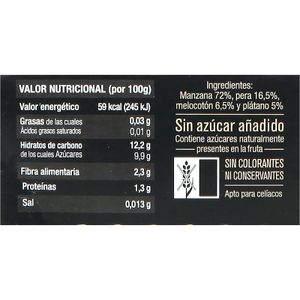 VALOR NUTRICIONAL (por 100g)
Valor energético 59 kcal (245 kJ)
Grasas de las cuales 0,03 g
Ácidos grasos saturados 0,01 g
Hidratos de carbono 12,2 g
de los cuales Azúcares 9,9 g
Fibra alimentaria 2,3 g
Proteínas 1,3 g
Sal 0,013 g
Ingredientes:
Manzana 72%, pera 16,5%,
melocotón 6,5% y plátano 5%
Sin azúcar añadido
Contiene azúcares naturalmente
presentes en la fruta
SIN COLORANTES
NI CONSERVANTES
Apto para celíacos